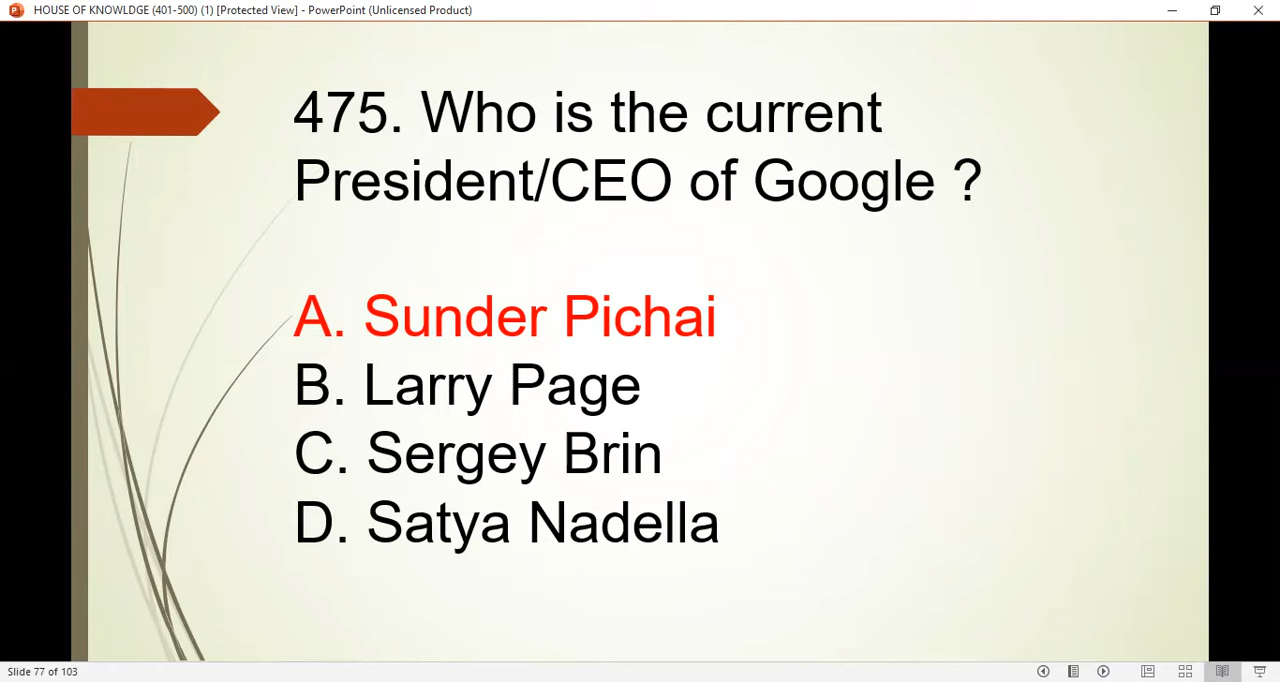 HOUSE OF KNOWLDGE (401-500) (1) [Protected View] - PowerPoint (Unlicensed Product)
475. Who is the current
President/CEO of Google ?
A. Sunder Pichai
B. Larry Page
C. Sergey Brin
D. Satya Nadella
Slide 77 of 103